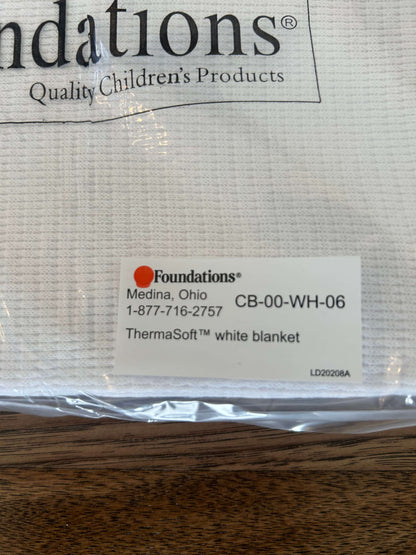 ndations®
Quality Children's Products
Foundations®
Medina, Ohio CB-00-WH-06
1-877-716-2757
ThermaSoft™ white blanket
LD20208A